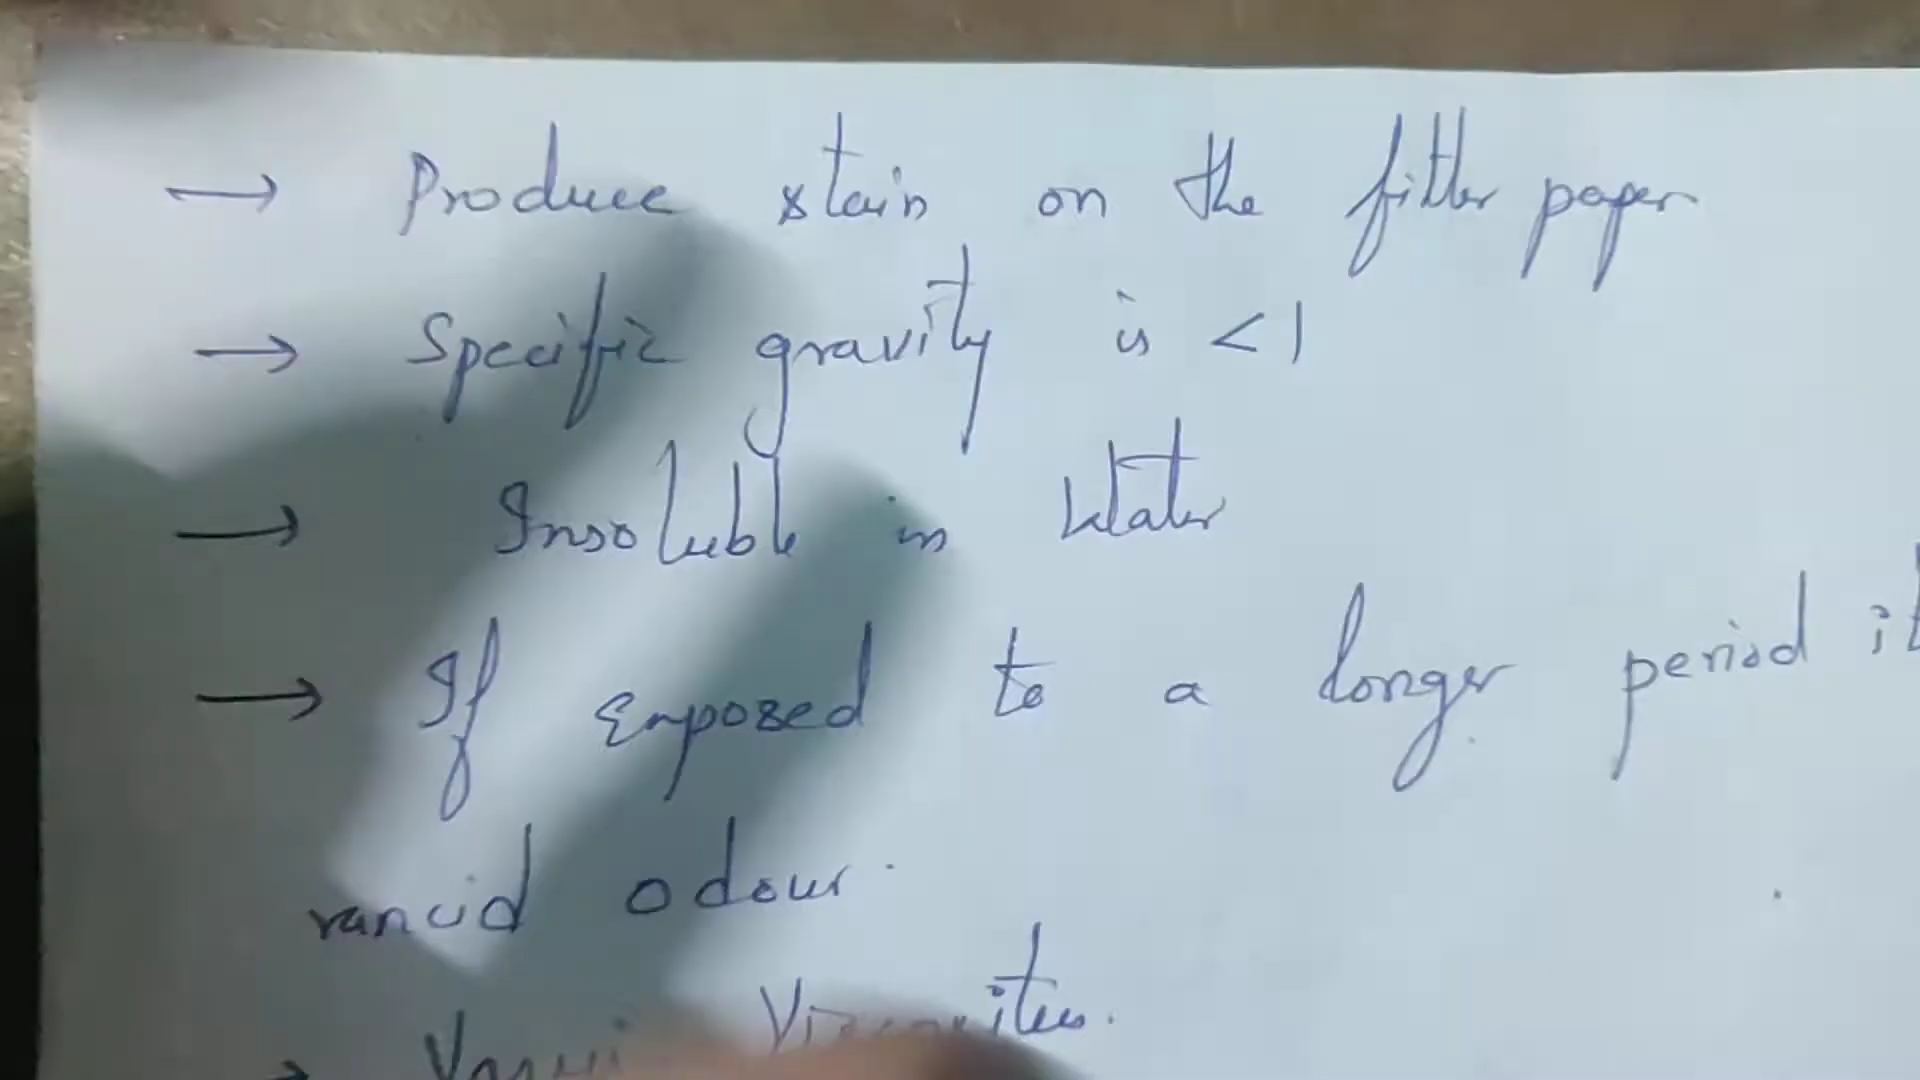 → Produce stain on the filter paper
→ Specific gravity is <1
→ Insoluble in Water
→ If Exposed to a longer period it
rancid odour.
→